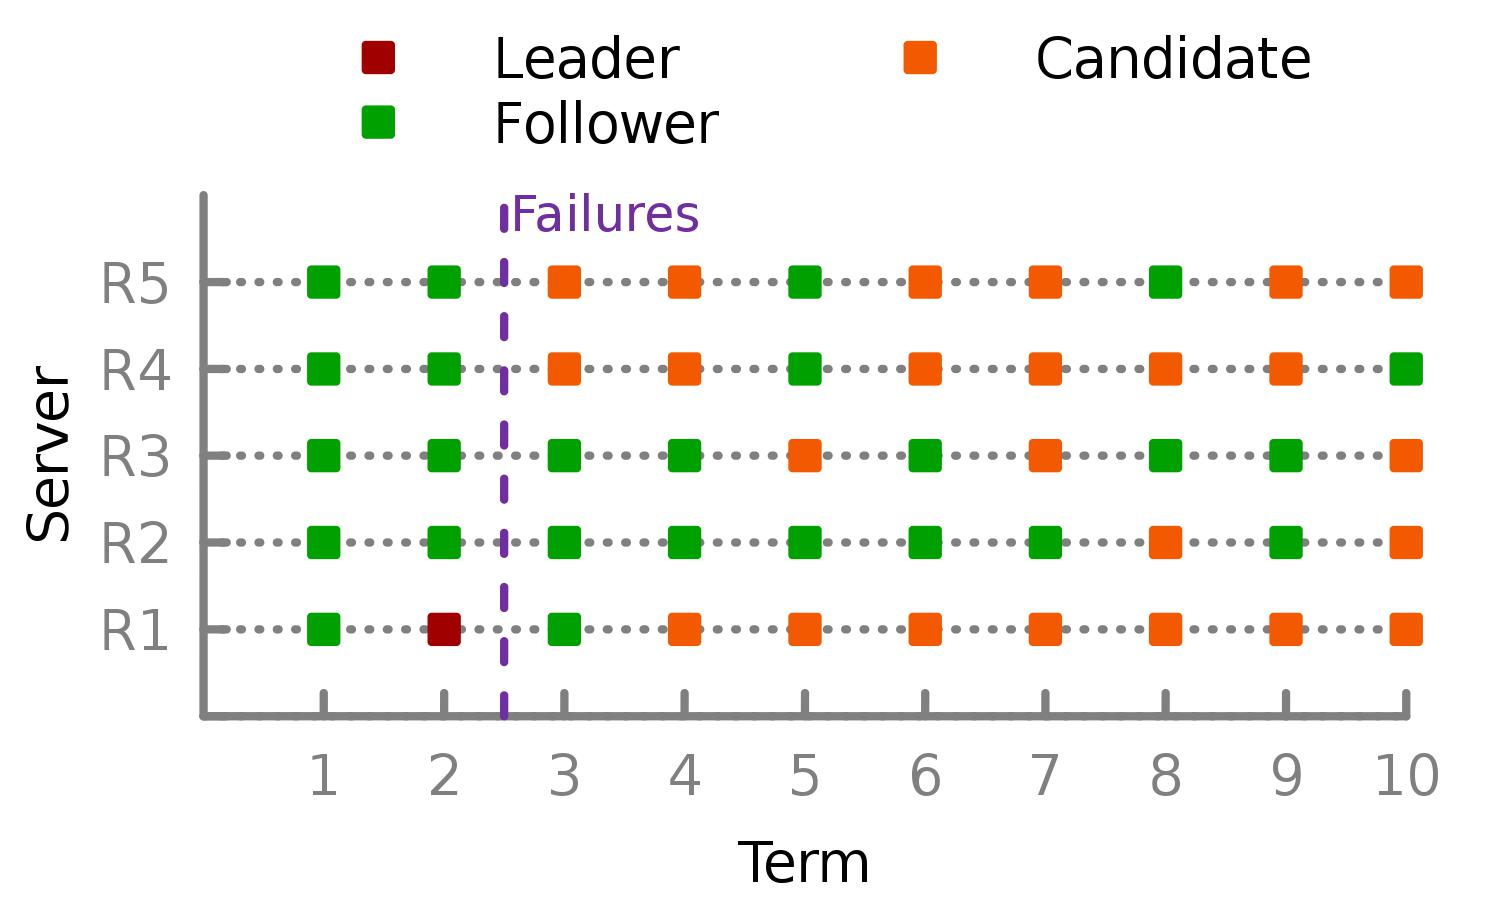 Leader
Candidate
Follower
Failures
R5
R4
R3
R2
R1
Server
1 2 3 4 5 6 7 8 9 10
Term